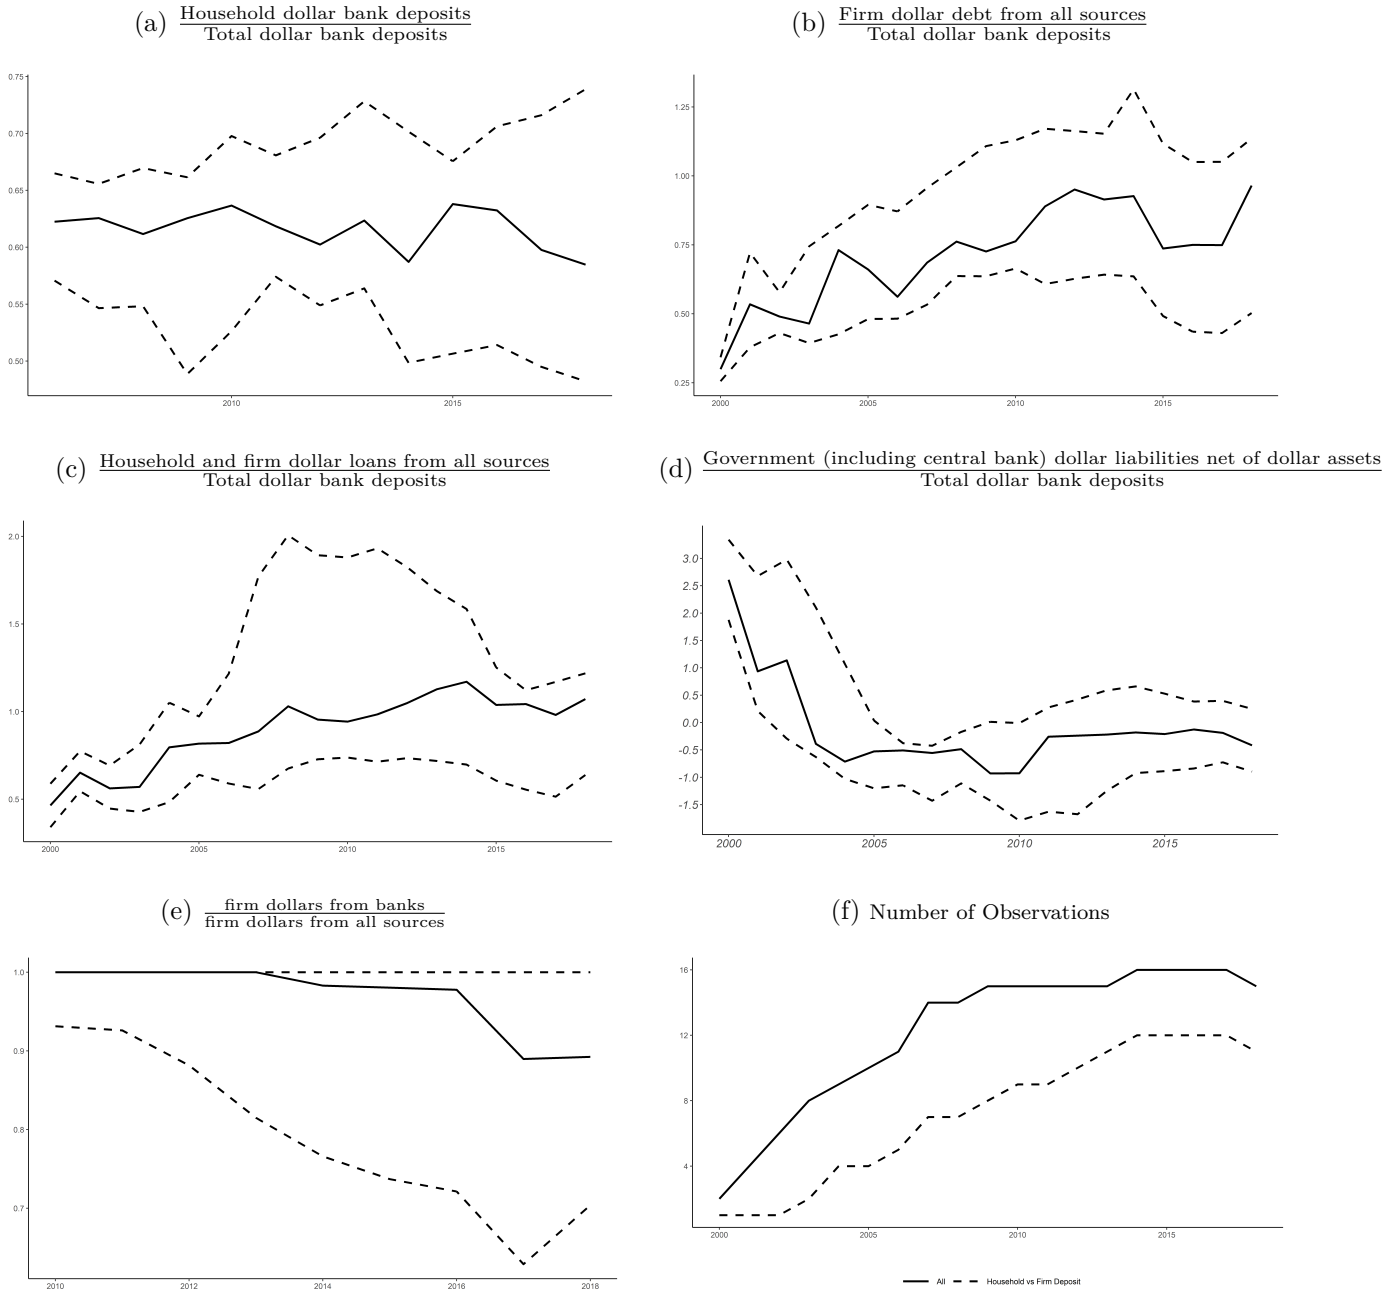 (a) Household dollar bank deposits
Total dollar bank deposits
0.75
0.70
0.65
0.60
0.55
0.50
2010 2015
(b) Firm dollar debt from all sources
Total dollar bank deposits
1.25
1.00
0.75
0.50
0.25
2000 2005 2010 2015
(c) Household and firm dollar loans from all sources
Total dollar bank deposits
2.0
1.5
1.0
0.5
2000 2005 2010 2015
(d) Government (including central bank) dollar liabilities net of dollar assets
Total dollar bank deposits
3.0
2.5
2.0
1.5
1.0
0.5
0.0
-0.5
-1.0
-1.5
2000 2005 2010 2015
(e) firm dollars from banks
firm dollars from all sources
1.0
0.9
0.8
0.7
2010 2012 2014 2016 2018
(f) Number of Observations
16
12
8
4
2000 2005 2010 2015
All Household vs Firm Deposit